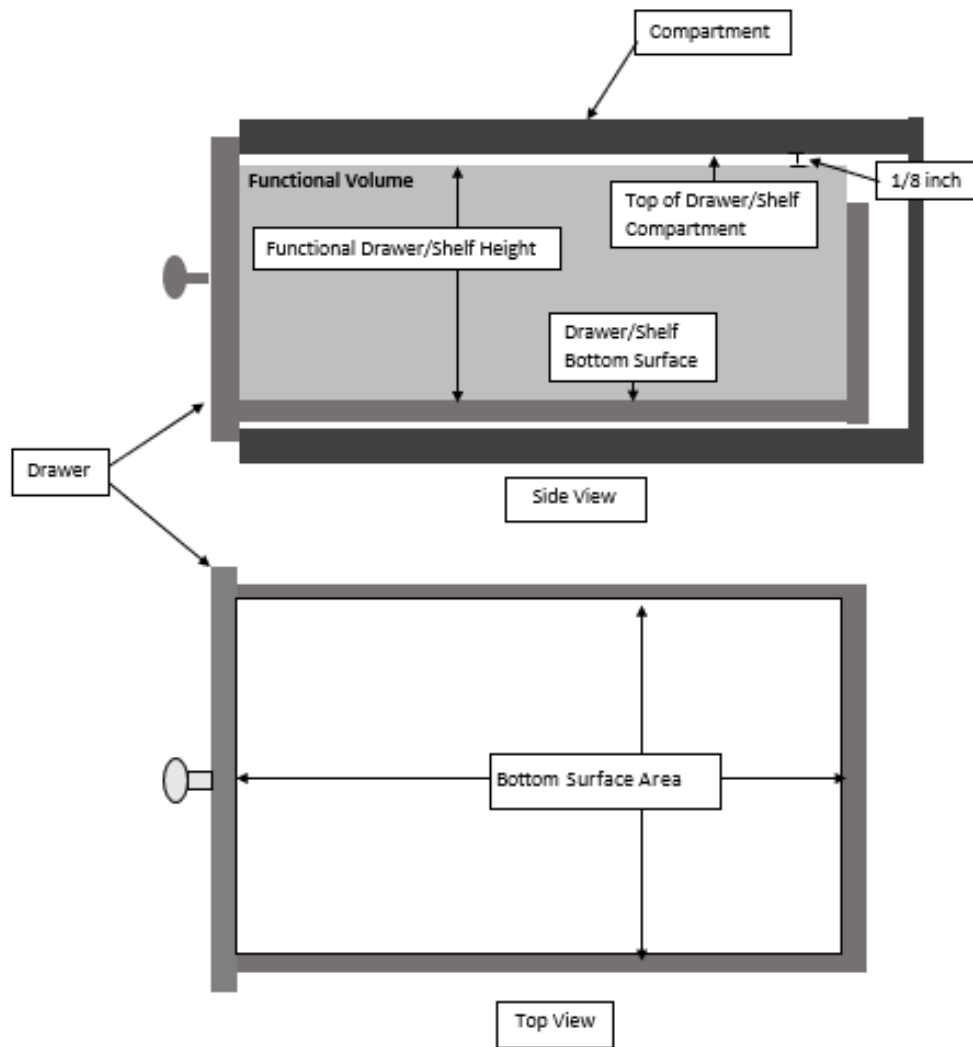 Compartment
Functional Volume
1/8 inch
Top of Drawer/Shelf
Compartment
Functional Drawer/Shelf Height
Drawer/Shelf
Bottom Surface
Drawer
Side View
Bottom Surface Area
Top View